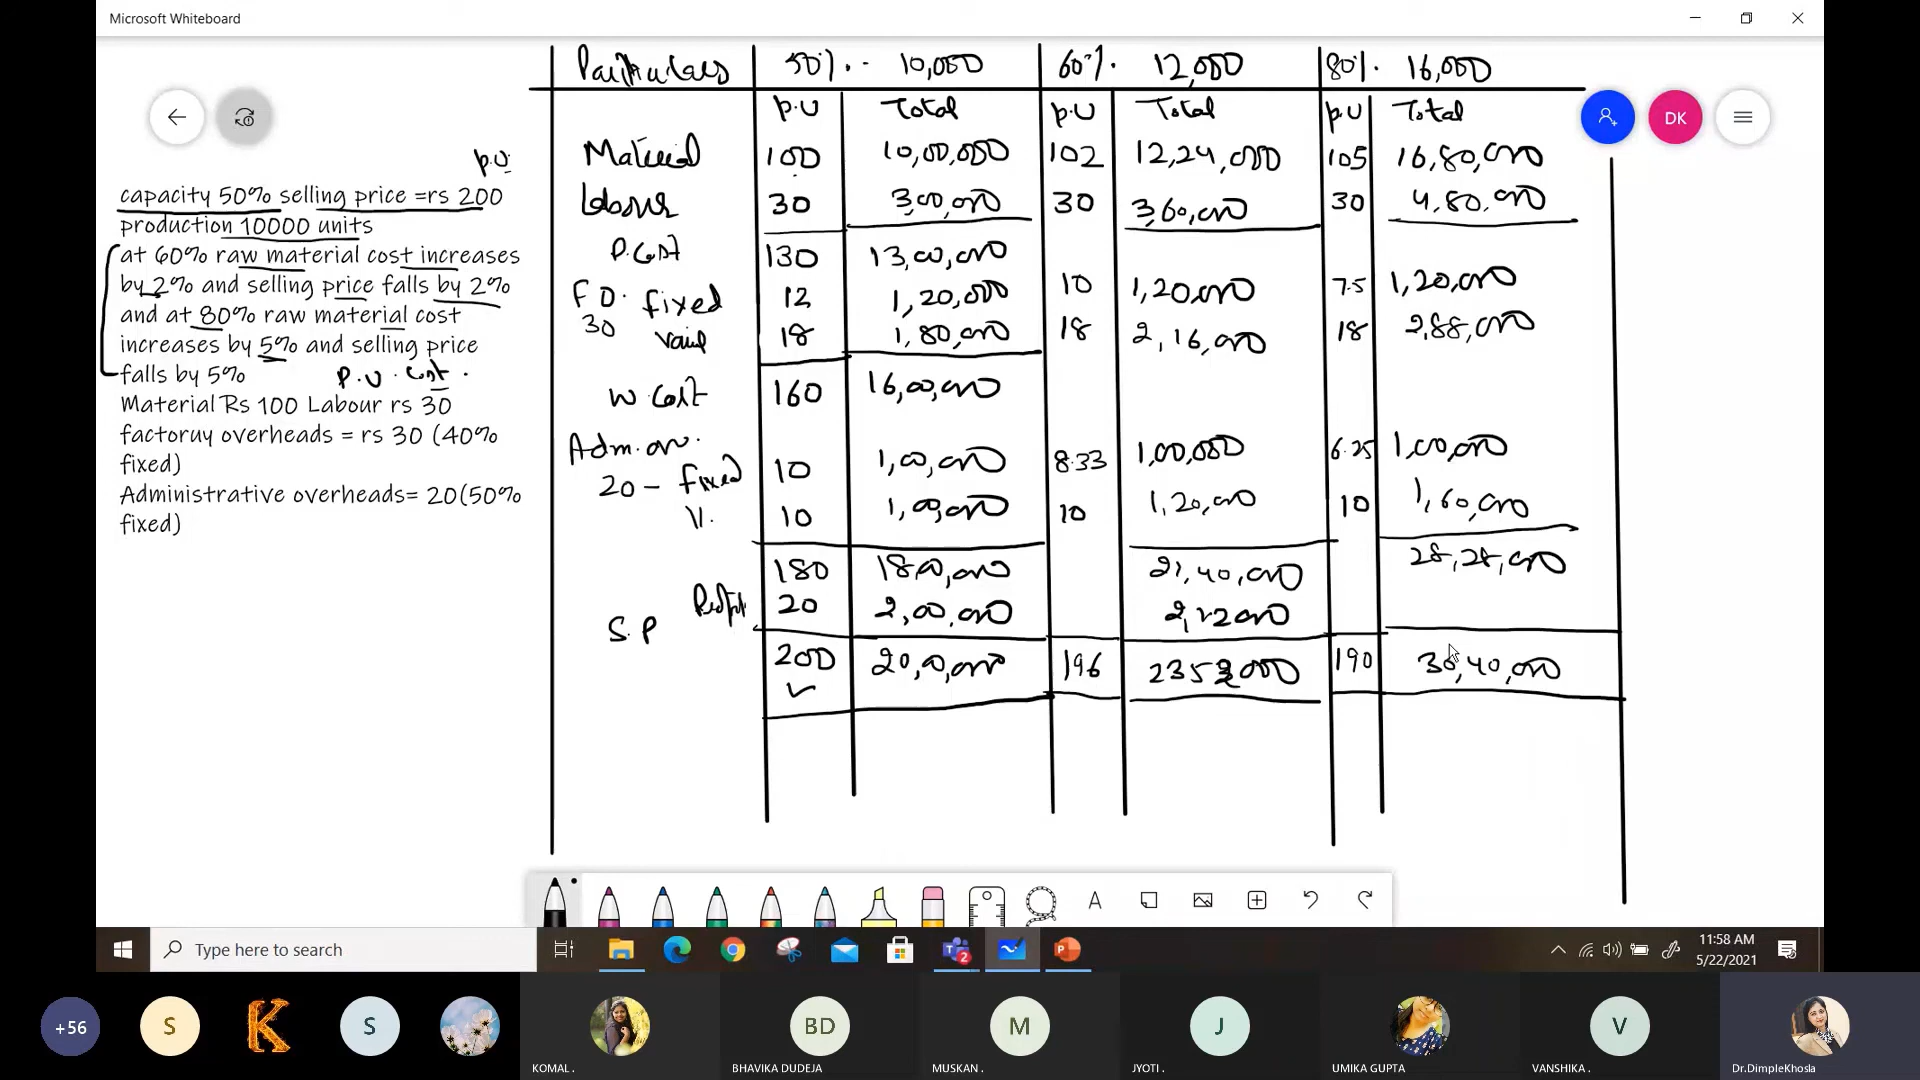 Microsoft Whiteboard
Particulars 50% -- 10,000 60% 12,000 80% 16,000
p.U Total p.U Total p.U Total
DK
Material 100 10,00,000 102 12,24,000 105 16,80,000
Labour 30 3,00,000 30 3,60,000 30 4,80,000
P. Cost 130 13,00,000
F O. fixed 12 1,20,000 10 1,20,000 7.5 1,20,000
30 18 1,80,000 18 2,16,000 18 2,88,000
W. Cost 160 16,00,000
Adm. ov.
20 - fixed 10 1,00,000 8.33 1,00,000 6.25 1,00,000
V. 10 1,00,000 10 1,20,000 10 1,60,000
180 18,00,000 21,40,000 28,28,000
Profit 20 2,00,000 2,12000
S.P 200 20,00,000 196 2352000 190 30,40,000
p.U.
capacity 50% selling price =rs 200
production 10000 units
at 60% raw material cost increases
by 2% and selling price falls by 2%
and at 80% raw material cost
increases by 5% and selling price
falls by 5% P.U. Cost.
Material Rs 100 Labour rs 30
factoruy overheads = rs 30 (40%
fixed)
Administrative overheads= 20(50%
fixed)
Type here to search
2
11:58 AM
5/22/2021
+56
S
K
S
BD
M
J
V
KOMAL .
BHAVIKA DUDEJA
MUSKAN .
JYOTI .
UMIKA GUPTA
VANSHIKA .
Dr.DimpleKhosla